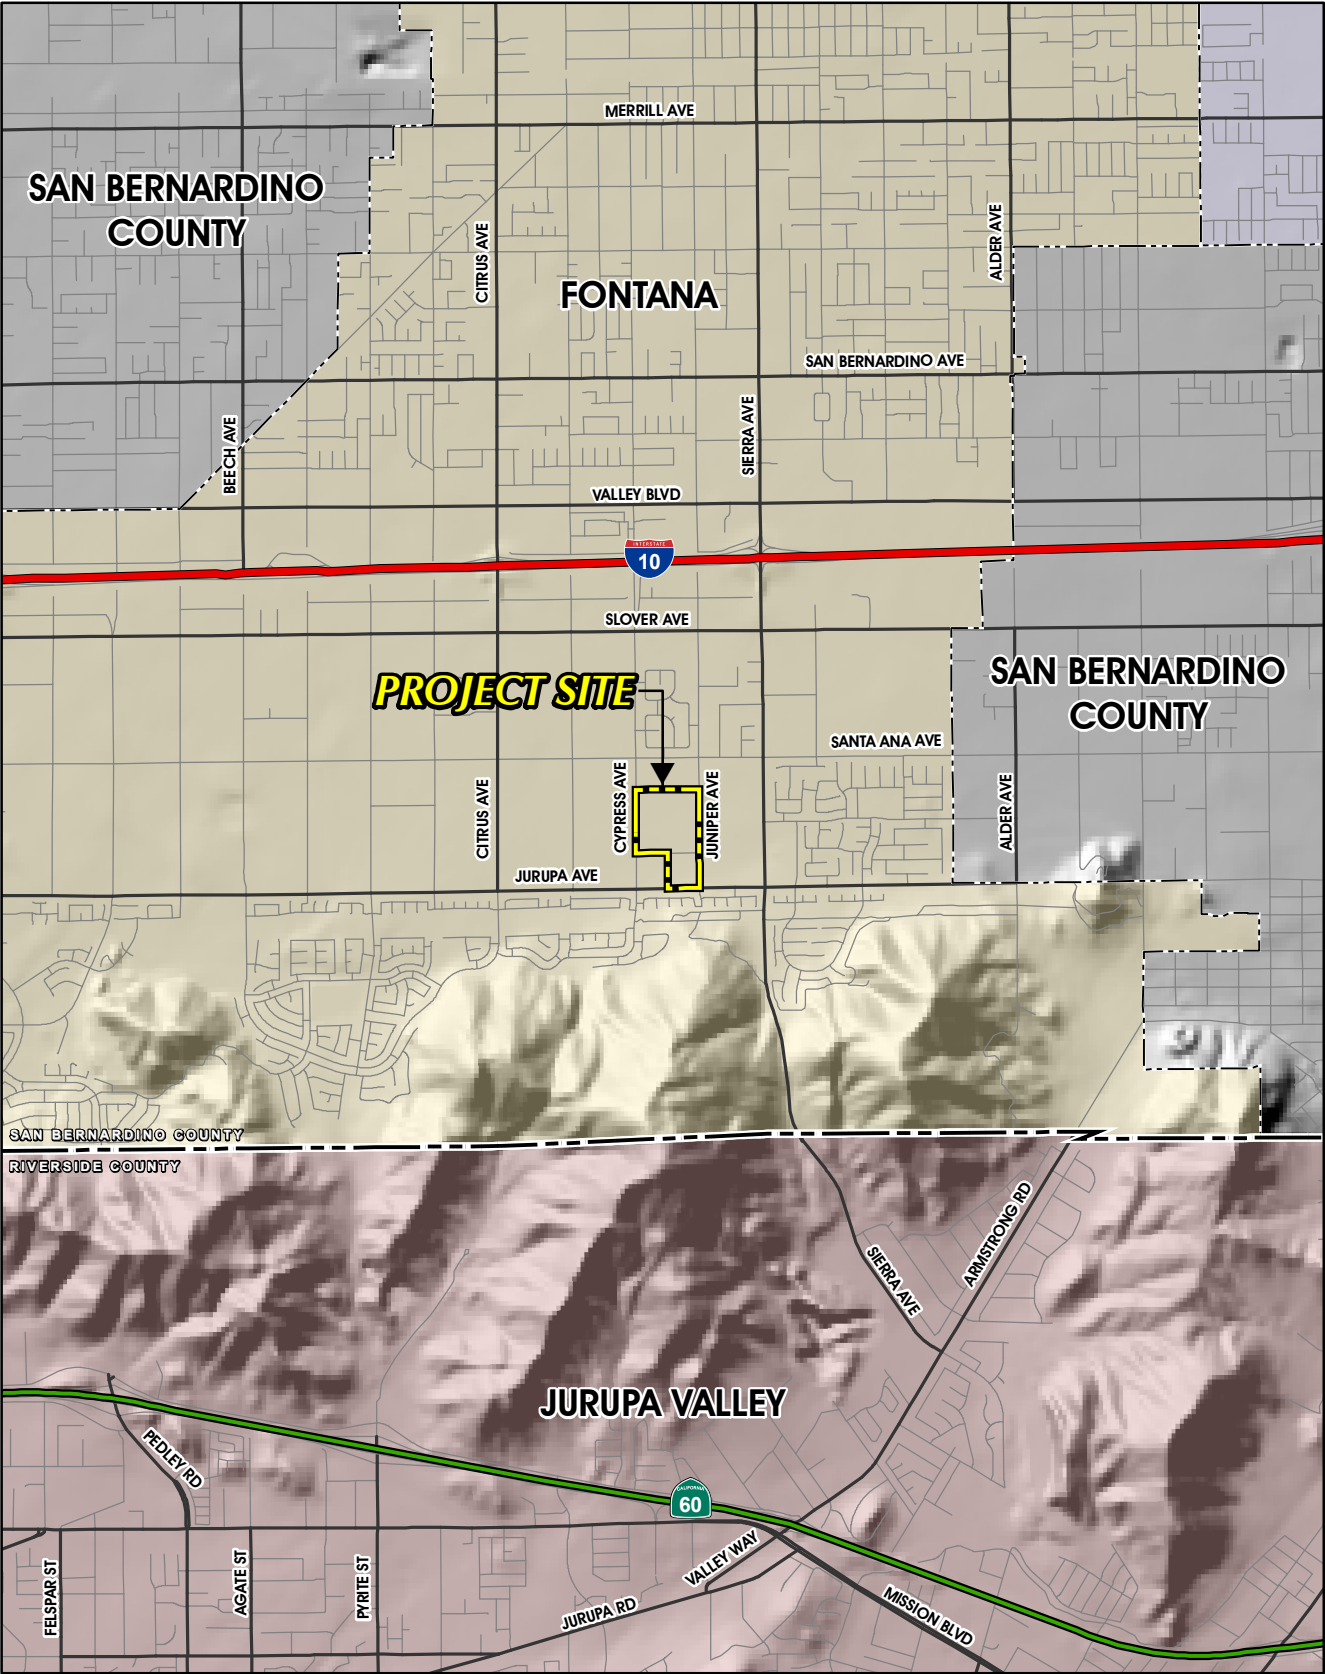 MERRILL AVE
SAN BERNARDINO
COUNTY
CITRUS AVE
ALDER AVE
FONTANA
SAN BERNARDINO AVE
BEECH AVE
SIERRA AVE
VALLEY BLVD
INTERSTATE
10
SLOVER AVE
PROJECT SITE
SAN BERNARDINO
COUNTY
SANTA ANA AVE
CITRUS AVE
CYPRESS AVE
JUNIPER AVE
ALDER AVE
JURUPA AVE
SAN BERNARDINO COUNTY
RIVERSIDE COUNTY
SIERRA AVE
ARMSTRONG RD
JURUPA VALLEY
PEDLEY RD
CALIFORNIA
60
VALLEY WAY
FELSPAR ST
AGATE ST
PYRITE ST
JURUPA RD
MISSION BLVD